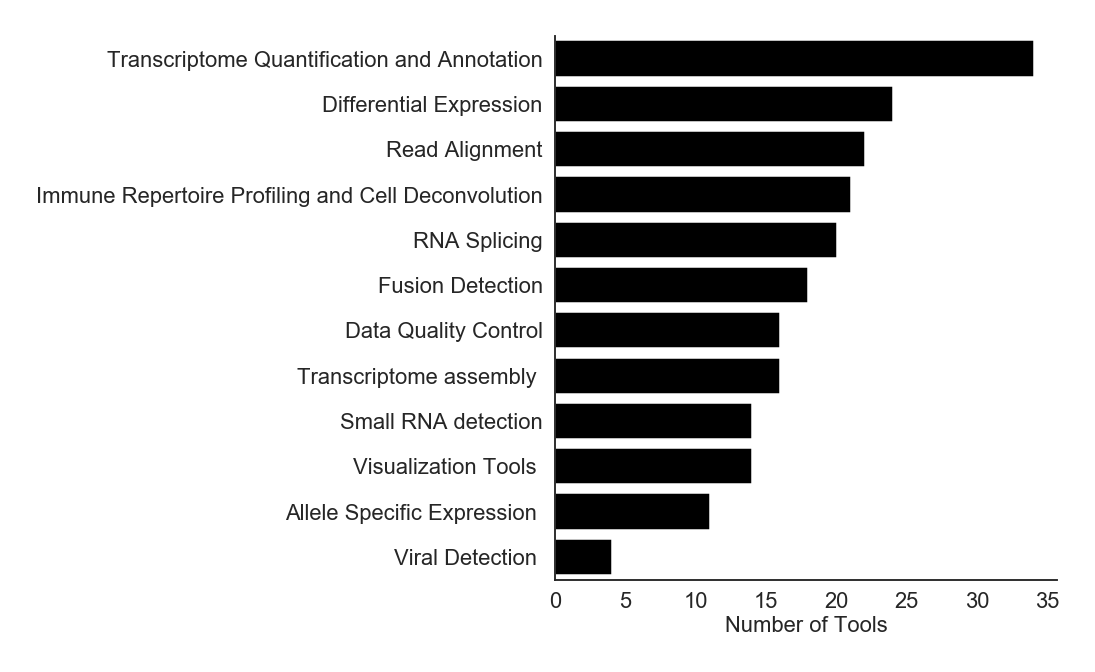 Transcriptome Quantification and Annotation
Differential Expression
Read Alignment
Immune Repertoire Profiling and Cell Deconvolution
RNA Splicing
Fusion Detection
Data Quality Control
Transcriptome assembly
Small RNA detection
Visualization Tools
Allele Specific Expression
Viral Detection
0 5 10 15 20 25 30 35
Number of Tools